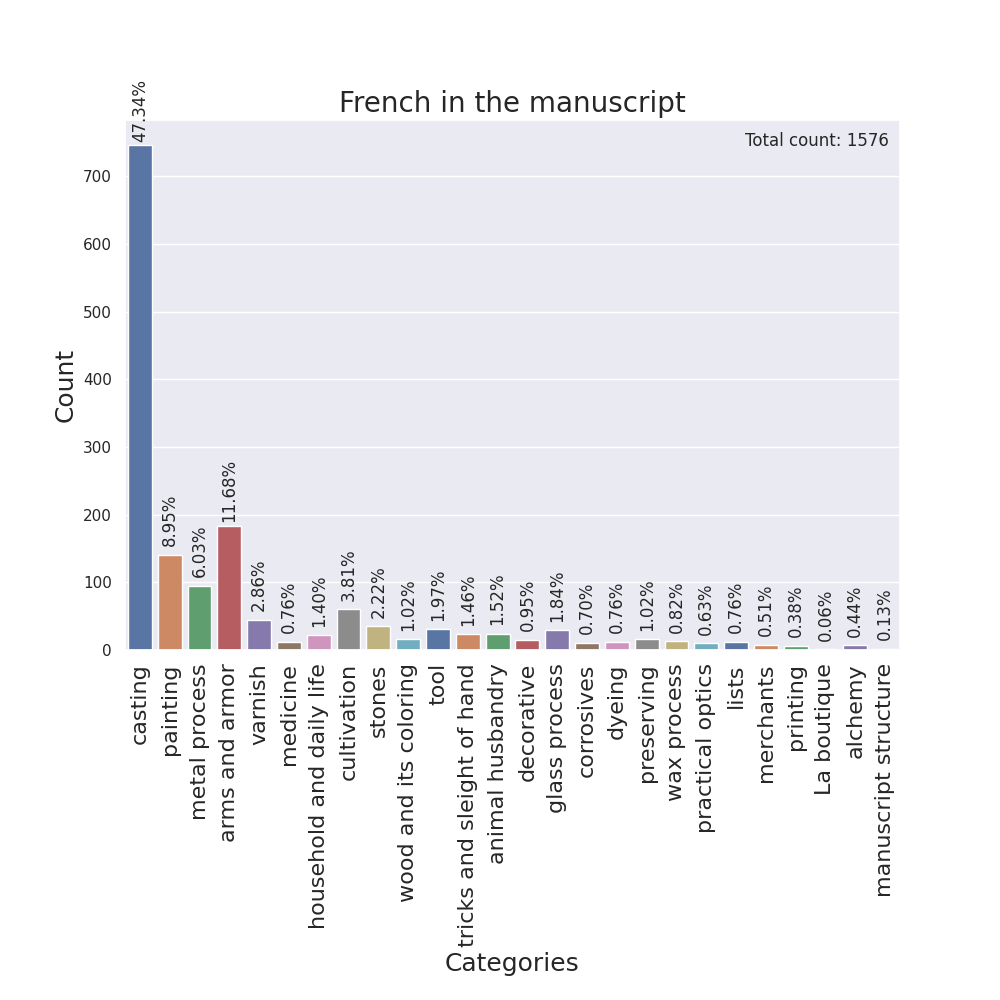 French in the manuscript
Total count: 1576
Count
700
600
500
400
300
200
100
0
47.34%
8.95%
6.03%
11.68%
2.86%
0.76%
1.40%
3.81%
2.22%
1.02%
1.97%
1.46%
1.52%
0.95%
1.84%
0.70%
0.76%
1.02%
0.82%
0.63%
0.76%
0.51%
0.38%
0.06%
0.44%
0.13%
casting
painting
metal process
arms and armor
varnish
medicine
household and daily life
cultivation
stones
wood and its coloring
tool
tricks and sleight of hand
animal husbandry
decorative
glass process
corrosives
dyeing
preserving
wax process
practical optics
lists
merchants
printing
La boutique
alchemy
manuscript structure
Categories